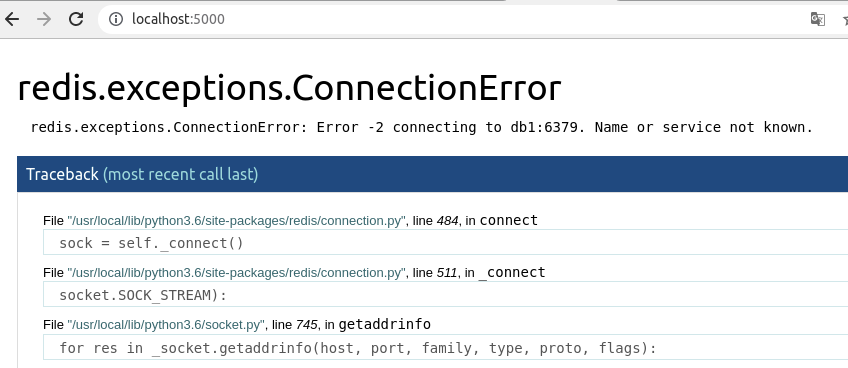 localhost:5000
redis.exceptions.ConnectionError
redis.exceptions.ConnectionError: Error -2 connecting to db1:6379. Name or service not known.
Traceback (most recent call last)
File "/usr/local/lib/python3.6/site-packages/redis/connection.py", line 484, in connect
sock = self._connect()
File "/usr/local/lib/python3.6/site-packages/redis/connection.py", line 511, in _connect
socket.SOCK_STREAM):
File "/usr/local/lib/python3.6/socket.py", line 745, in getaddrinfo
for res in _socket.getaddrinfo(host, port, family, type, proto, flags):